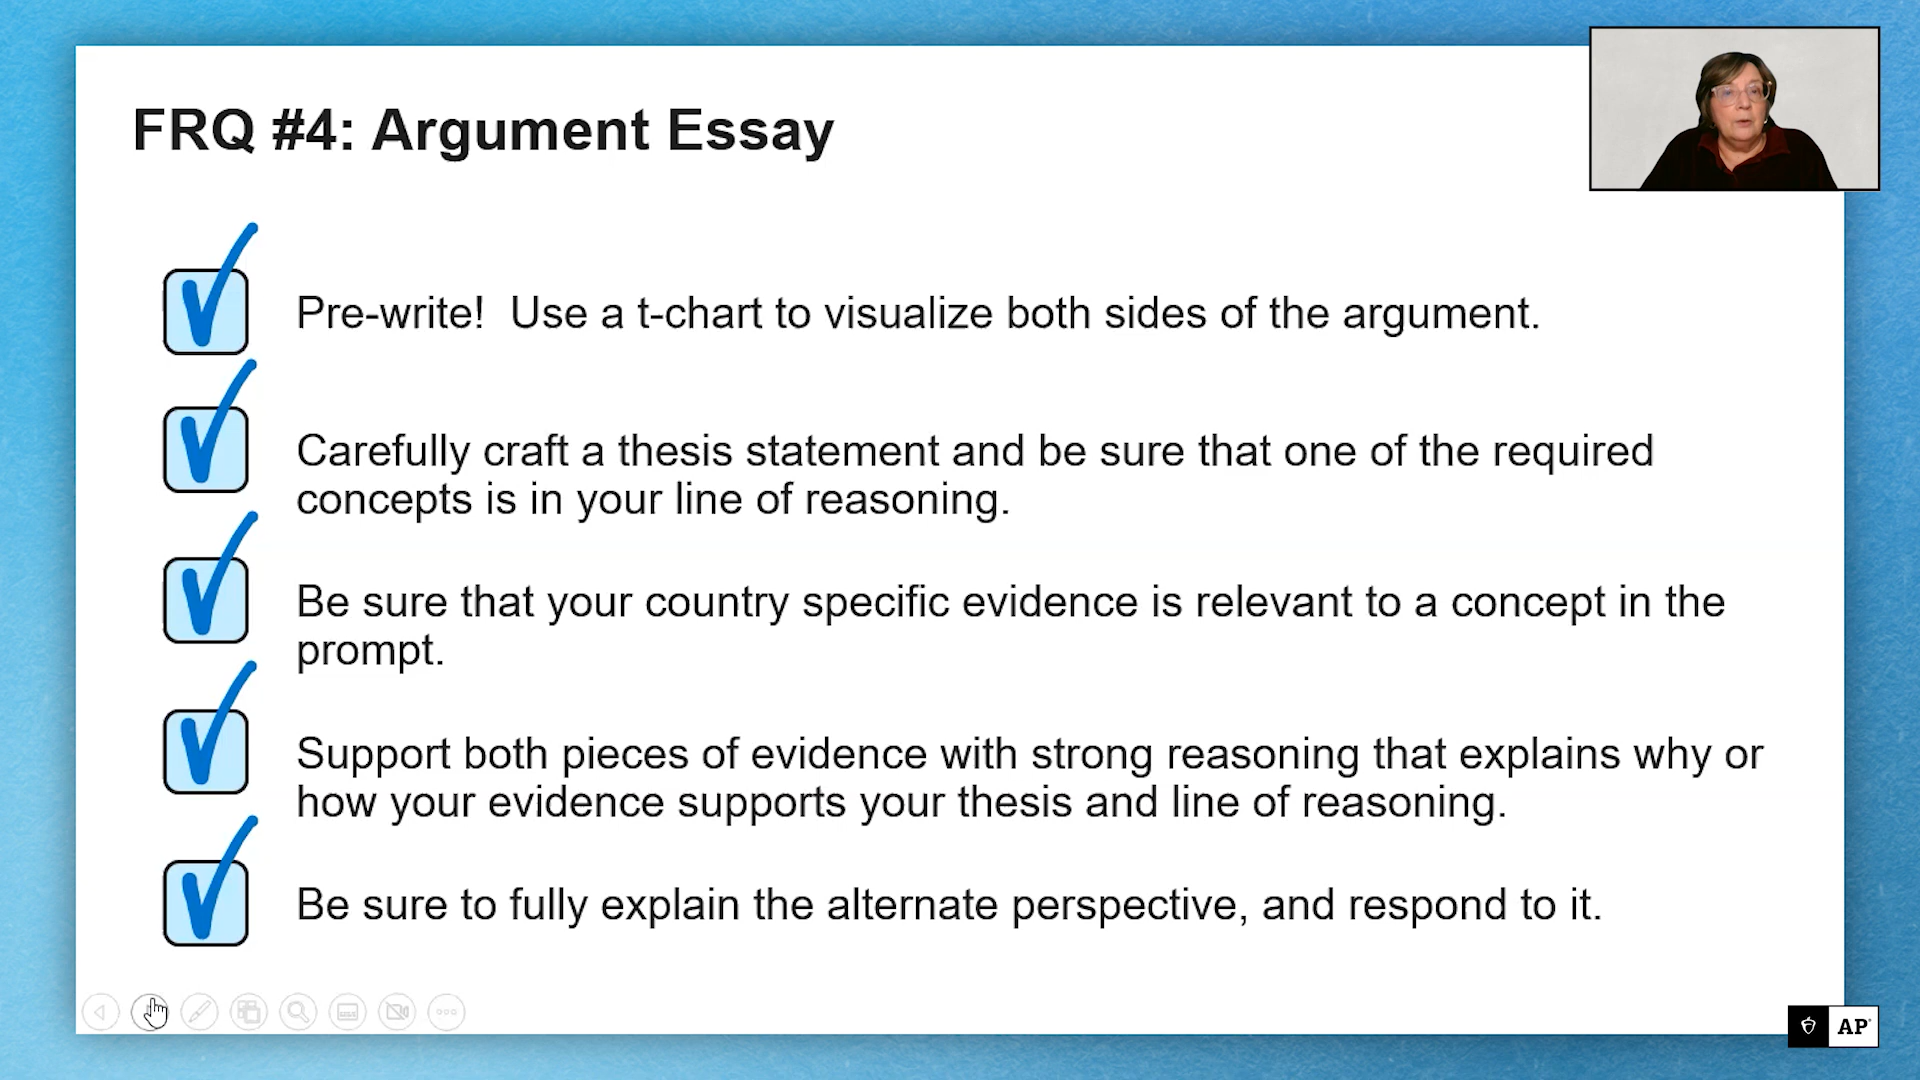 FRQ #4: Argument Essay
Pre-write!  Use a t-chart to visualize both sides of the argument.
Carefully craft a thesis statement and be sure that one of the required
concepts is in your line of reasoning.
Be sure that your country specific evidence is relevant to a concept in the
prompt.
Support both pieces of evidence with strong reasoning that explains why or
how your evidence supports your thesis and line of reasoning.
Be sure to fully explain the alternate perspective, and respond to it.
AP